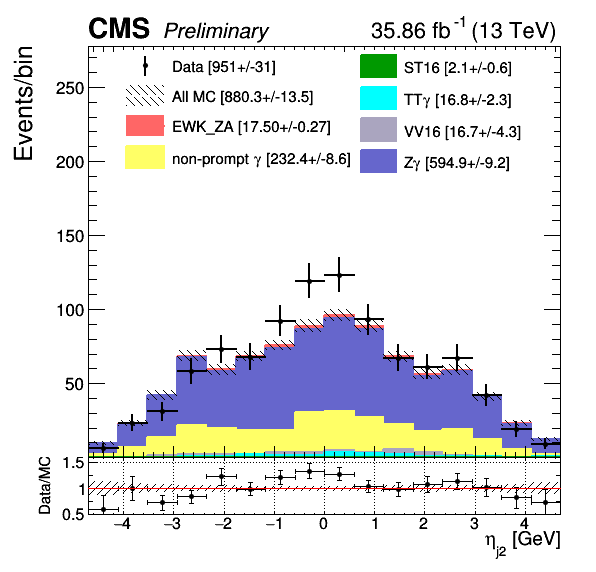 CMS Preliminary 35.86 fb⁻¹ (13 TeV)
Events/bin
Data [951+/-31]
All MC [880.3+/-13.5]
EWK_ZA [17.50+/-0.27]
non-prompt γ [232.4+/-8.6]
ST16 [2.1+/-0.6]
TTγ [16.8+/-2.3]
VV16 [16.7+/-4.3]
Zγ [594.9+/-9.2]
250
200
150
100
50
Data/MC
1.5
1
0.5
−4 −3 −2 −1 0 1 2 3 4
η_j2 [GeV]